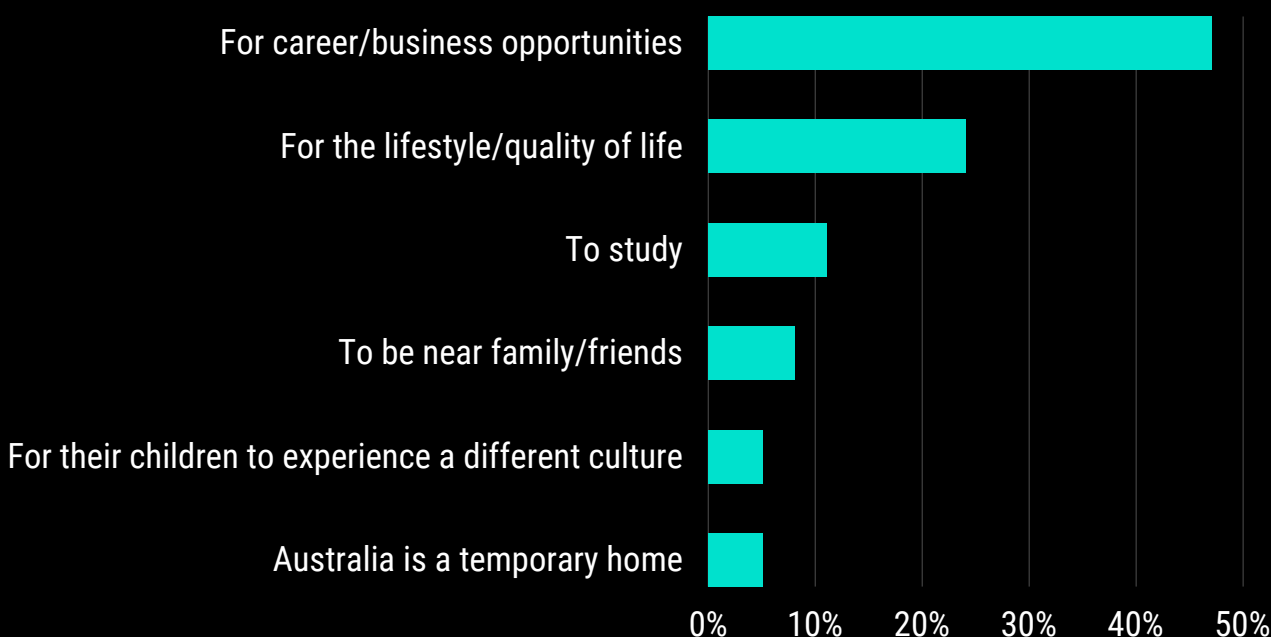 For career/business opportunities
For the lifestyle/quality of life
To study
To be near family/friends
For their children to experience a different culture
Australia is a temporary home
0% 10% 20% 30% 40% 50%